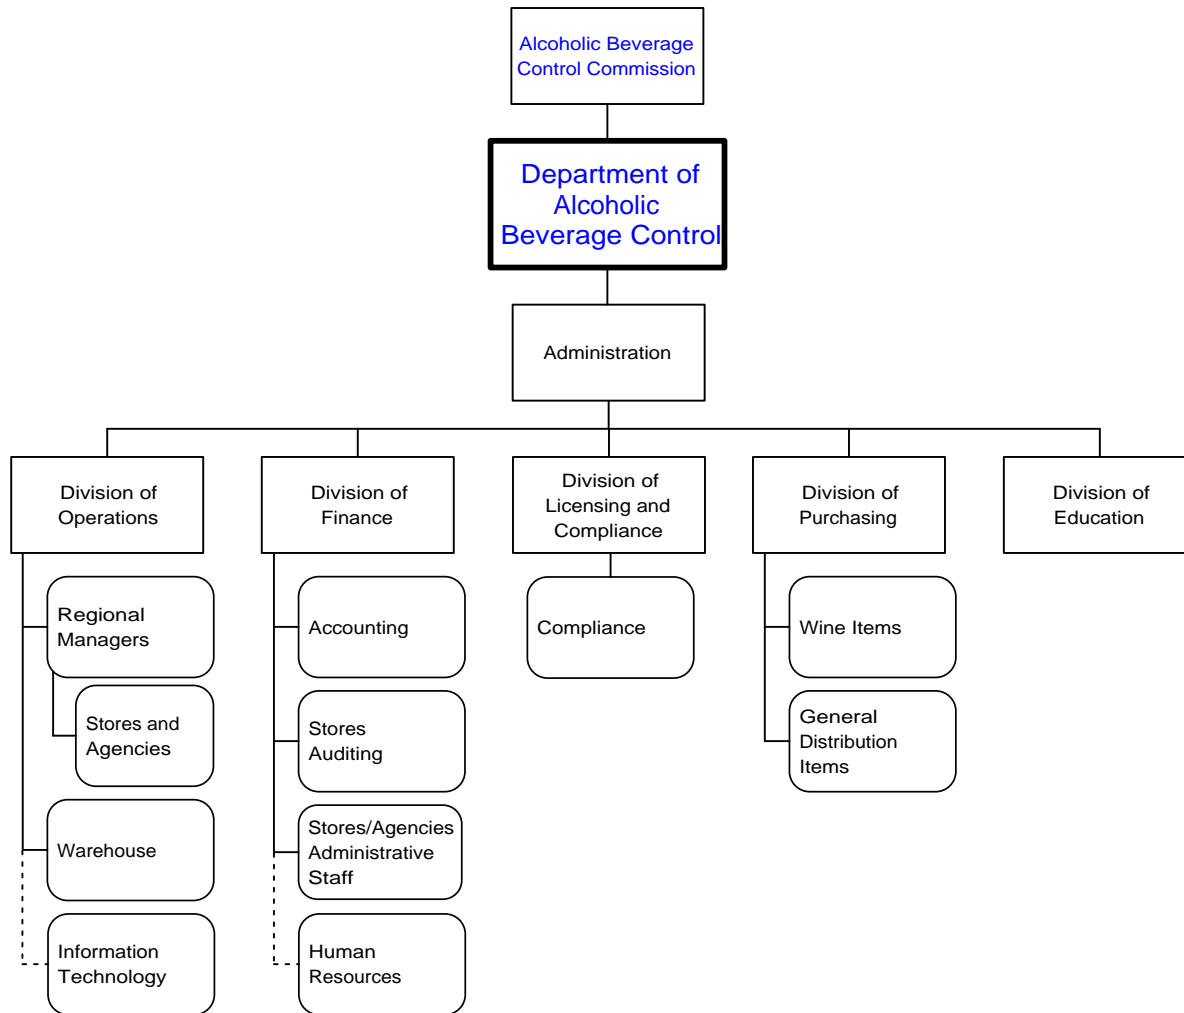 Alcoholic Beverage
Control Commission
Department of
Alcoholic
Beverage Control
Administration
Division of
Operations
Division of
Finance
Division of
Licensing and
Compliance
Division of
Purchasing
Division of
Education
Regional
Managers
Accounting
Compliance
Wine Items
Stores and
Agencies
Stores
Auditing
General
Distribution
Items
Warehouse
Stores/Agencies
Administrative
Staff
Information
Technology
Human
Resources